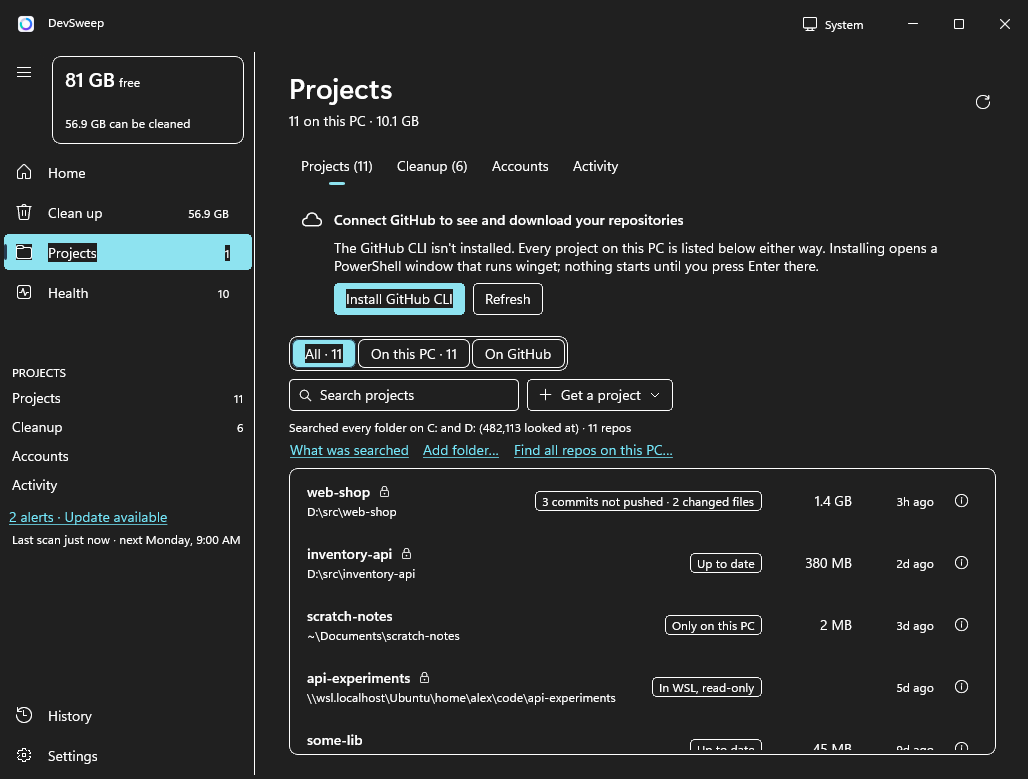 DevSweep
System
81 GB free
56.9 GB can be cleaned
Home
Clean up 56.9 GB
Projects 1
Health 10
PROJECTS
Projects 11
Cleanup 6
Accounts
Activity
2 alerts · Update available
Last scan just now · next Monday, 9:00 AM
History
Settings
Projects
11 on this PC · 10.1 GB
Projects (11) Cleanup (6) Accounts Activity
Connect GitHub to see and download your repositories
The GitHub CLI isn't installed. Every project on this PC is listed below either way. Installing opens a
PowerShell window that runs winget; nothing starts until you press Enter there.
Install GitHub CLI Refresh
All · 11 On this PC · 11 On GitHub
Search projects Get a project
Searched every folder on C: and D: (482,113 looked at) · 11 repos
What was searched Add folder... Find all repos on this PC...
web-shop
D:\src\web-shop
3 commits not pushed · 2 changed files 1.4 GB 3h ago
inventory-api
D:\src\inventory-api
Up to date 380 MB 2d ago
scratch-notes
~\Documents\scratch-notes
Only on this PC 2 MB 3d ago
api-experiments
\\wsl.localhost\Ubuntu\home\alex\code\api-experiments
In WSL, read-only 5d ago
some-lib
Up to date 45 MB 9d ago